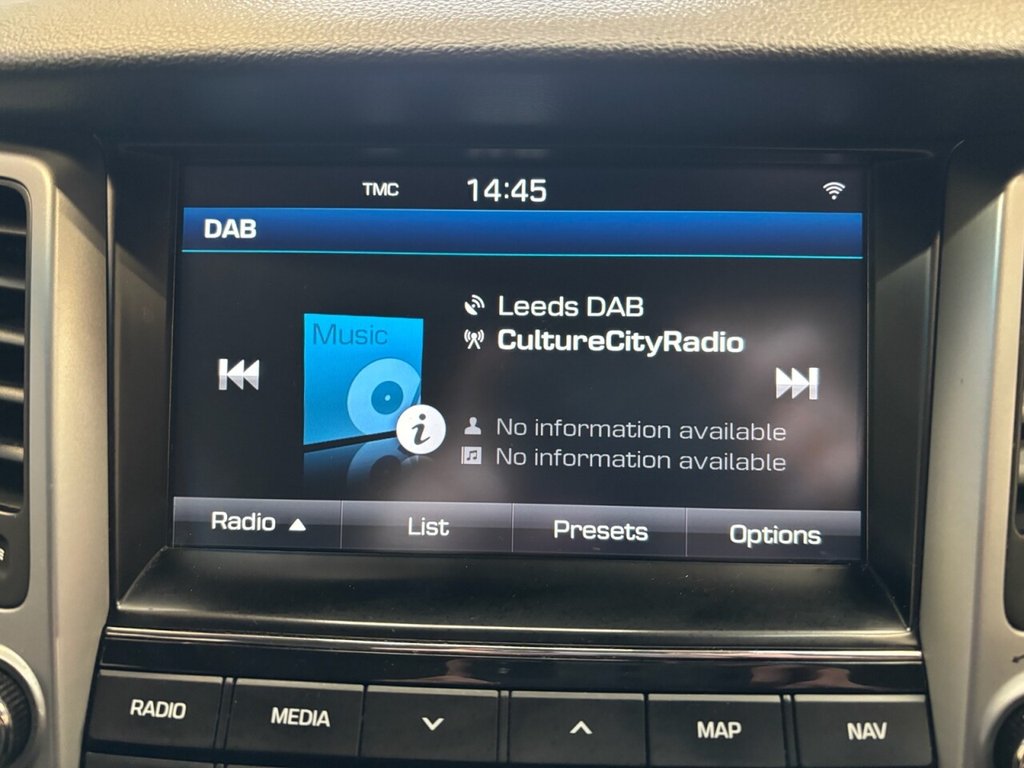 TMC 14:45
DAB
Leeds DAB
Music
CultureCityRadio
i
No information available
No information available
Radio List Presets Options
RADIO MEDIA MAP NAV